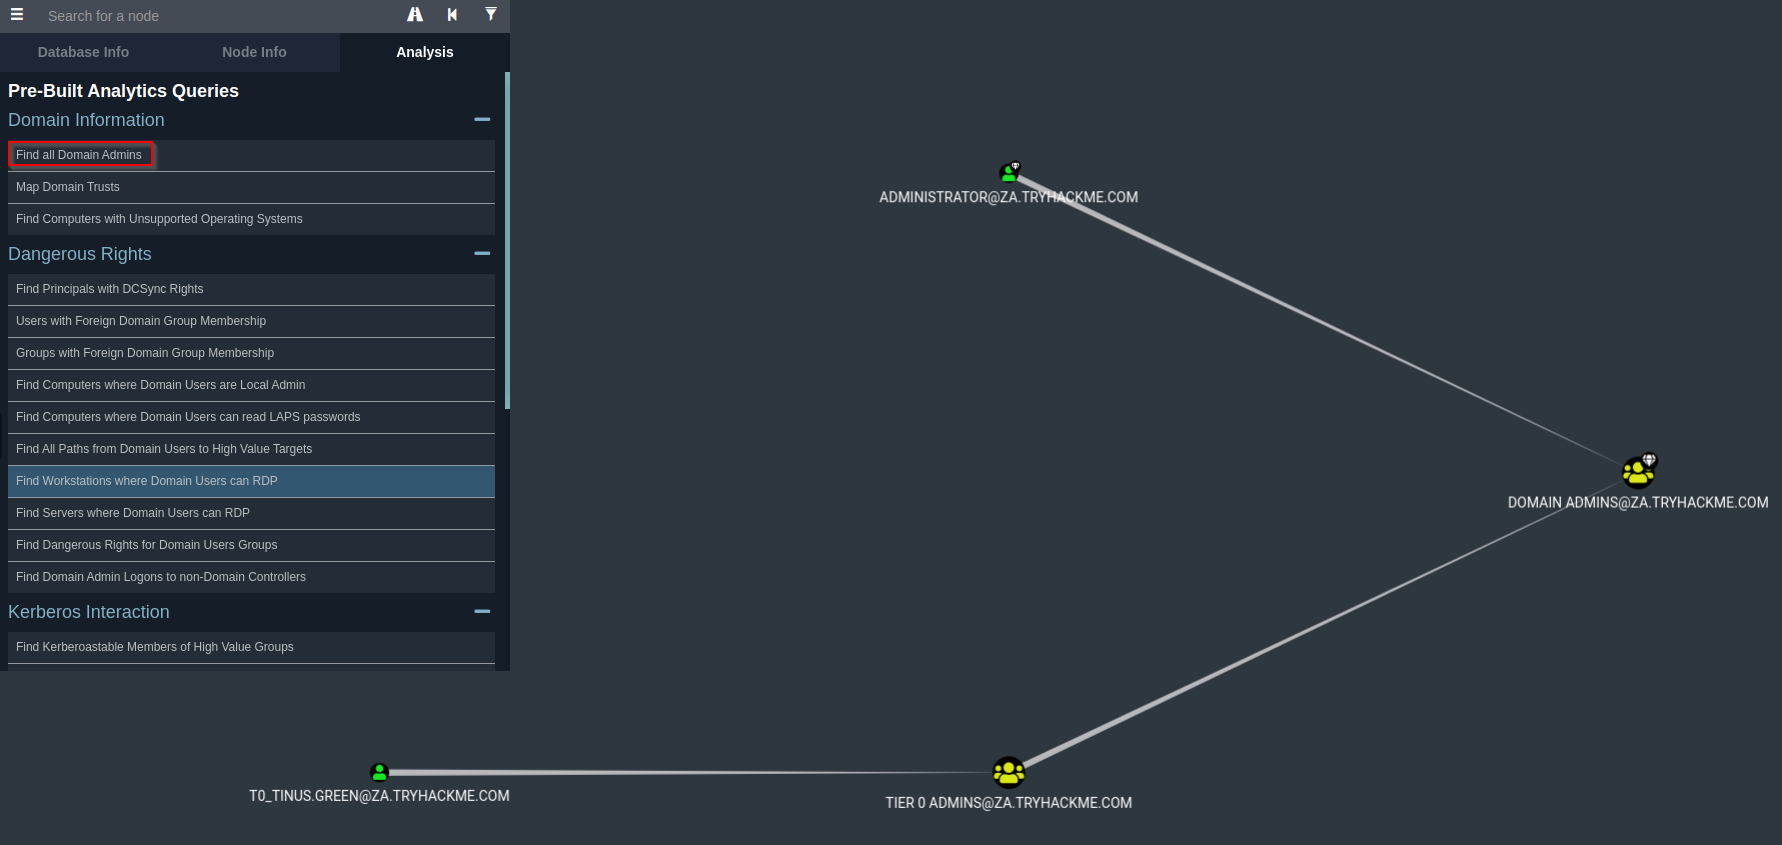 Search for a node
Database Info
Node Info
Analysis
Pre-Built Analytics Queries
Domain Information
Find all Domain Admins
Map Domain Trusts
Find Computers with Unsupported Operating Systems
Dangerous Rights
Find Principals with DCSync Rights
Users with Foreign Domain Group Membership
Groups with Foreign Domain Group Membership
Find Computers where Domain Users are Local Admin
Find Computers where Domain Users can read LAPS passwords
Find All Paths from Domain Users to High Value Targets
Find Workstations where Domain Users can RDP
Find Servers where Domain Users can RDP
Find Dangerous Rights for Domain Users Groups
Find Domain Admin Logons to non-Domain Controllers
Kerberos Interaction
Find Kerberoastable Members of High Value Groups
ADMINISTRATOR@ZA.TRYHACKME.COM
DOMAIN ADMINS@ZA.TRYHACKME.COM
T0_TINUS.GREEN@ZA.TRYHACKME.COM
TIER 0 ADMINS@ZA.TRYHACKME.COM